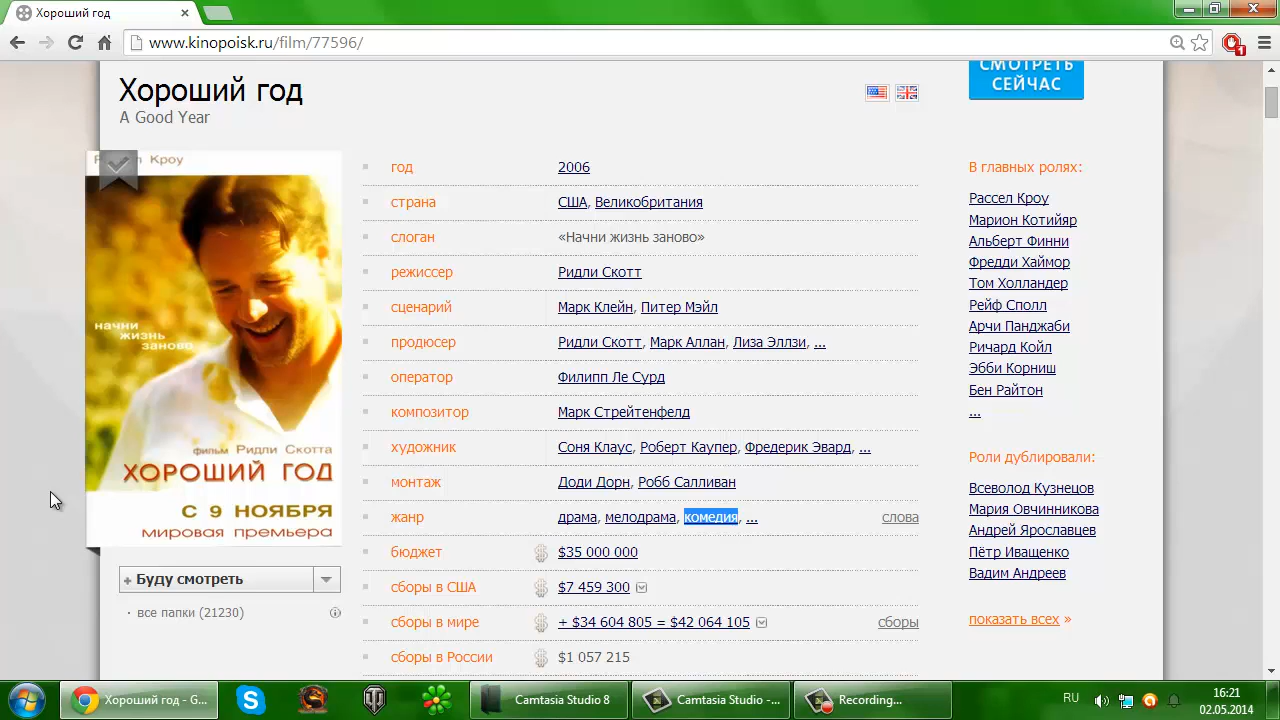 Хороший год
www.kinopoisk.ru/film/77596/
1
Хороший год
A Good Year
СМОТРЕТЬ
СЕЙЧАС
Кроу
начни
жизнь
заново
фильм Ридли Скотта
ХОРОШИЙ ГОД
С 9 НОЯБРЯ
мировая премьера
Буду смотреть
все папки (21230)
год 2006
страна США, Великобритания
слоган «Начни жизнь заново»
режиссер Ридли Скотт
сценарий Марк Клейн, Питер Мэйл
продюсер Ридли Скотт, Марк Аллан, Лиза Эллзи, ...
оператор Филипп Ле Сурд
композитор Марк Стрейтенфелд
художник Соня Клаус, Роберт Каупер, Фредерик Эвард, ...
монтаж Доди Дорн, Робб Салливан
жанр драма, мелодрама, комедия, ... слова
бюджет $35 000 000
сборы в США $7 459 300
сборы в мире + $34 604 805 = $42 064 105 сборы
сборы в России $1 057 215
В главных ролях:
Рассел Кроу
Марион Котийяр
Альберт Финни
Фредди Хаймор
Том Холландер
Рейф Сполл
Арчи Панджаби
Ричард Койл
Эбби Корниш
Бен Райтон
...
Роли дублировали:
Всеволод Кузнецов
Мария Овчинникова
Андрей Ярославцев
Пётр Иващенко
Вадим Андреев
показать всех »
Хороший год - G...
Camtasia Studio 8
Camtasia Studio -...
Recording...
RU
16:21
02.05.2014